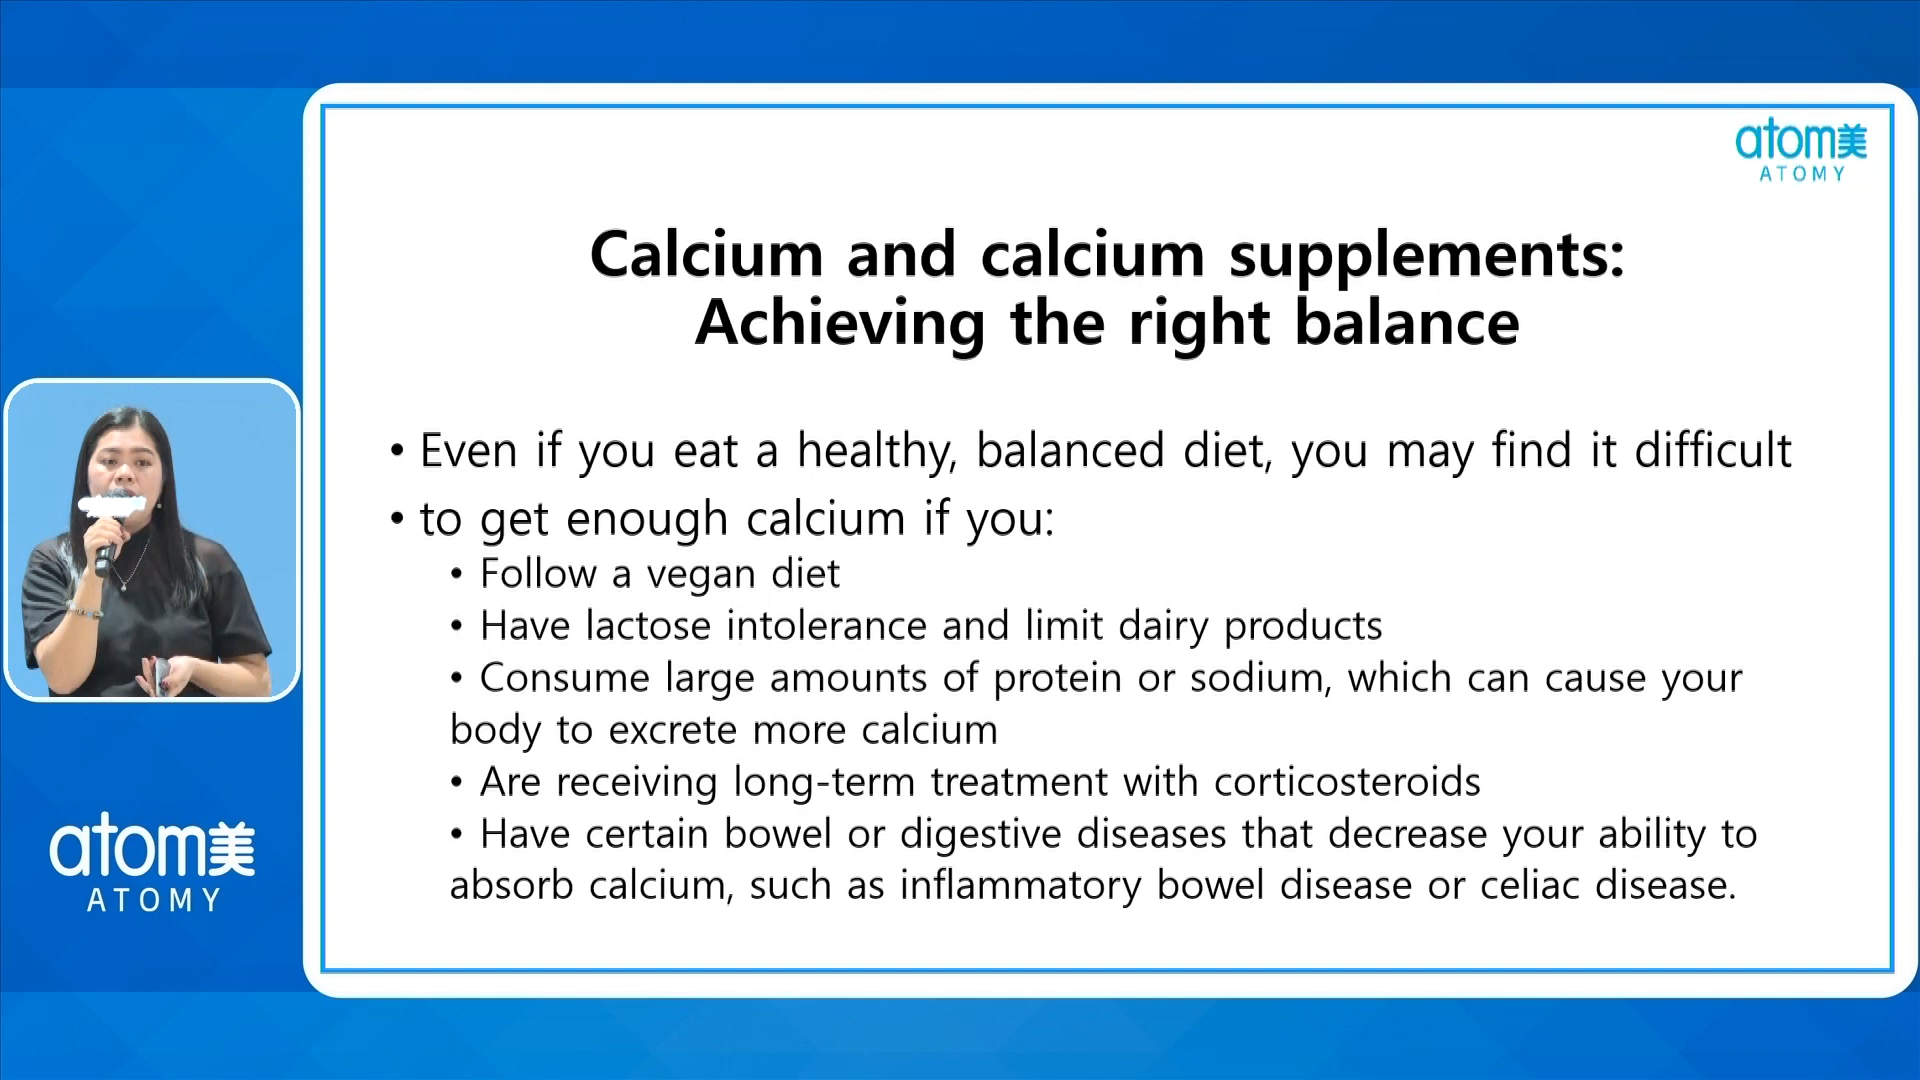 atom美
ATOMY
Calcium and calcium supplements:
Achieving the right balance
• Even if you eat a healthy, balanced diet, you may find it difficult
• to get enough calcium if you:
• Follow a vegan diet
• Have lactose intolerance and limit dairy products
• Consume large amounts of protein or sodium, which can cause your
body to excrete more calcium
• Are receiving long-term treatment with corticosteroids
• Have certain bowel or digestive diseases that decrease your ability to
absorb calcium, such as inflammatory bowel disease or celiac disease.
atom美
ATOMY